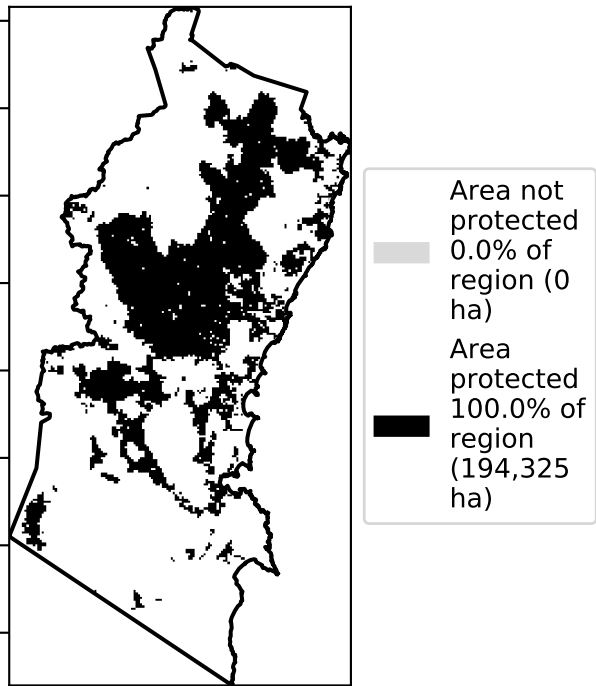 Area not
protected
0.0% of
region (0
ha)
Area
protected
100.0% of
region
(194,325
ha)